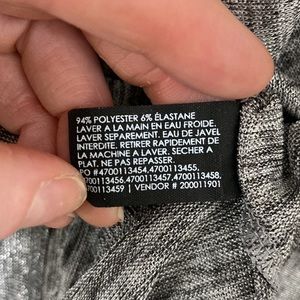 94% POLYESTER 6% ÉLASTANE
LAVER A LA MAIN EN EAU FROIDE.
LAVER SEPAREMENT. EAU DE JAVEL
INTERDITE. RETIRER RAPIDEMENT DE
LA MACHINE A LAVER. SECHER A
PLAT. NE PAS REPASSER.
PO #4700113454,4700113455,
4700113456,4700113457,4700113458,
4700113459 | VENDOR # 200011901